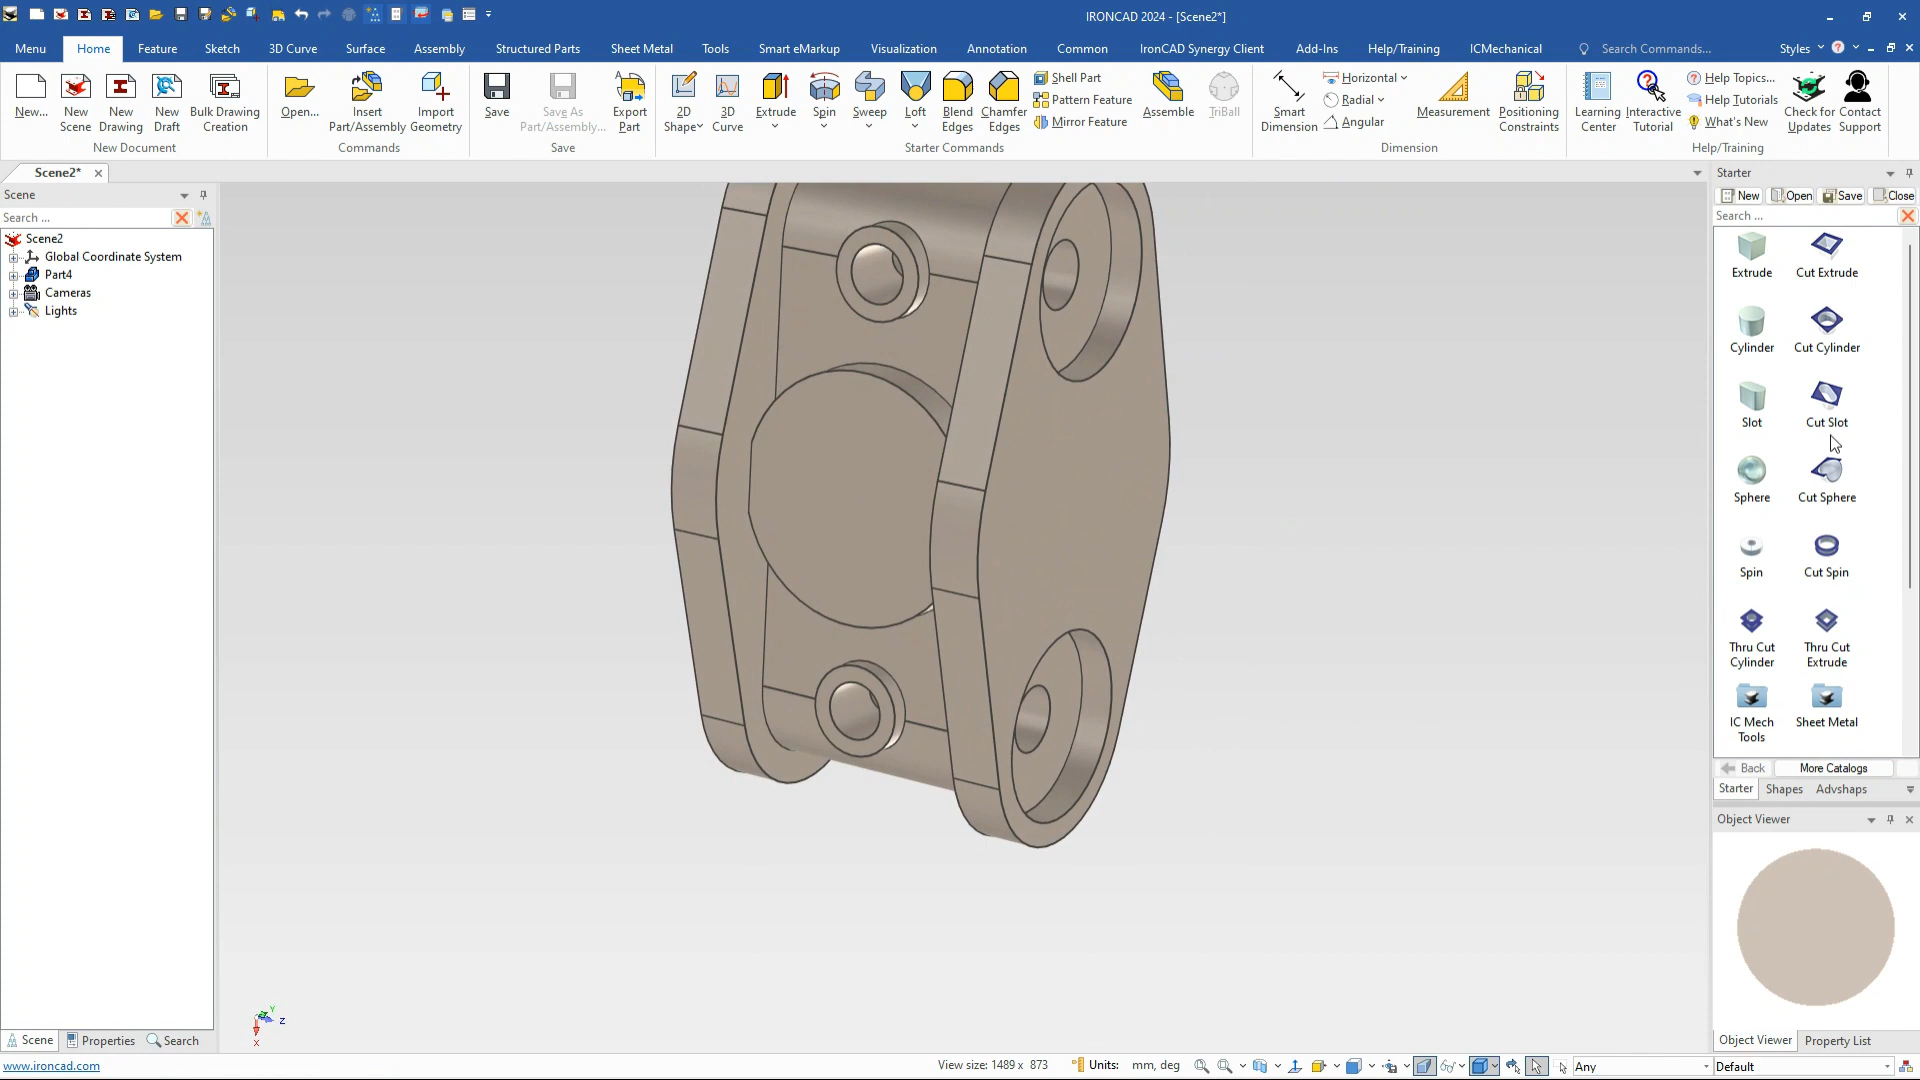 IRONCAD 2024 - [Scene2*]
Menu Home Feature Sketch 3D Curve Surface Assembly Structured Parts Sheet Metal Tools Smart eMarkup Visualization Annotation Common IronCAD Synergy Client Add-Ins Help/Training ICMechanical Search Commands... Styles
New... New Scene New Drawing New Draft Bulk Drawing Creation
New Document
Open... Insert Part/Assembly Import Geometry
Commands
Save Save As Part/Assembly... Export Part
Save
2D Shape 3D Curve Extrude Spin Sweep Loft Blend Edges Chamfer Edges Shell Part Pattern Feature Mirror Feature Assemble TriBall
Starter Commands
Smart Dimension Horizontal Radial Angular Measurement Positioning Constraints
Dimension
Learning Center Interactive Tutorial Help Topics... Help Tutorials What's New Check for Updates Contact Support
Help/Training
Scene2*
Scene
Search ...
Scene2
Global Coordinate System
Part4
Cameras
Lights
Y
Z
X
Scene Properties Search
Starter
New Open Save Close
Search ...
Extrude Cut Extrude
Cylinder Cut Cylinder
Slot Cut Slot
Sphere Cut Sphere
Spin Cut Spin
Thru Cut Cylinder Thru Cut Extrude
IC Mech Tools Sheet Metal
Back More Catalogs
Starter Shapes Advshaps
Object Viewer
Object Viewer Property List
www.ironcad.com View size: 1489 x 873 Units: mm, deg Any Default